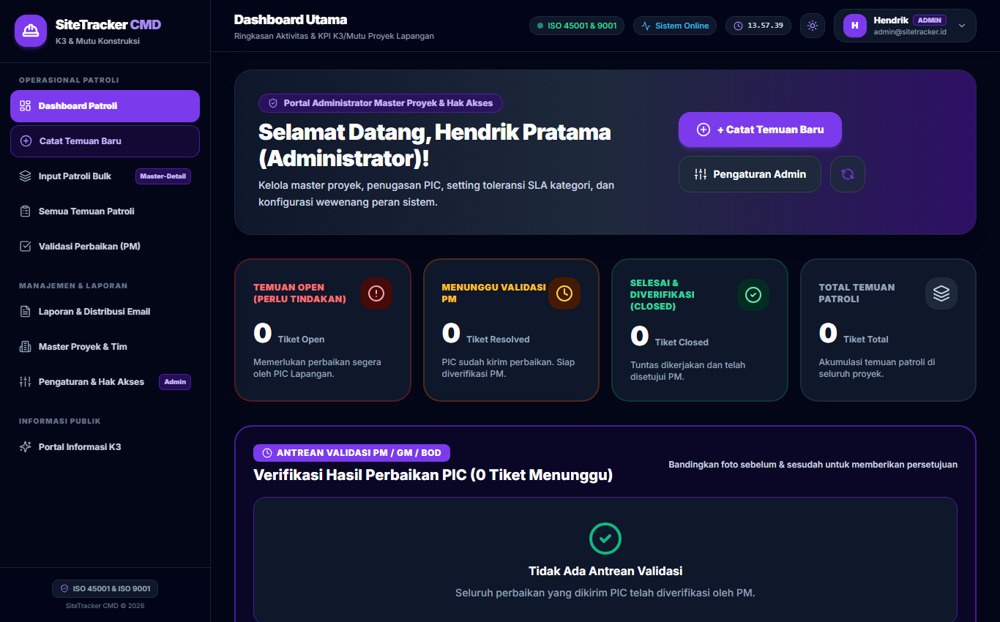 SiteTracker CMD
K3 & Mutu Konstruksi
OPERASIONAL PATROLI
Dashboard Patroli
Catat Temuan Baru
Input Patroli Bulk
Master-Detail
Semua Temuan Patroli
Validasi Perbaikan (PM)
MANAJEMEN & LAPORAN
Laporan & Distribusi Email
Master Proyek & Tim
Pengaturan & Hak Akses
Admin
INFORMASI PUBLIK
Portal Informasi K3
ISO 45001 & ISO 9001
SiteTracker CMD © 2026
Dashboard Utama
Ringkasan Aktivitas & KPI K3/Mutu Proyek Lapangan
ISO 45001 & 9001
Sistem Online
13.57.39
H
Hendrik
ADMIN
admin@sitetracker.id
Portal Administrator Master Proyek & Hak Akses
Selamat Datang, Hendrik Pratama
(Administrator)!
Kelola master proyek, penugasan PIC, setting toleransi SLA kategori, dan
konfigurasi wewenang peran sistem.
+ Catat Temuan Baru
Pengaturan Admin
TEMUAN OPEN
(PERLU TINDAKAN)
0 Tiket Open
Memerlukan perbaikan segera
oleh PIC Lapangan.
MENUNGGU VALIDASI
PM
0 Tiket Resolved
PIC sudah kirim perbaikan. Siap
diverifikasi PM.
SELESAI &
DIVERIFIKASI
(CLOSED)
0 Tiket Closed
Tuntas dikerjakan dan telah
disetujui PM.
TOTAL TEMUAN
PATROLI
0 Tiket Total
Akumulasi temuan patroli di
seluruh proyek.
ANTREAN VALIDASI PM / GM / BOD
Verifikasi Hasil Perbaikan PIC (0 Tiket Menunggu)
Bandingkan foto sebelum & sesudah untuk memberikan persetujuan
Tidak Ada Antrean Validasi
Seluruh perbaikan yang dikirim PIC telah diverifikasi oleh PM.